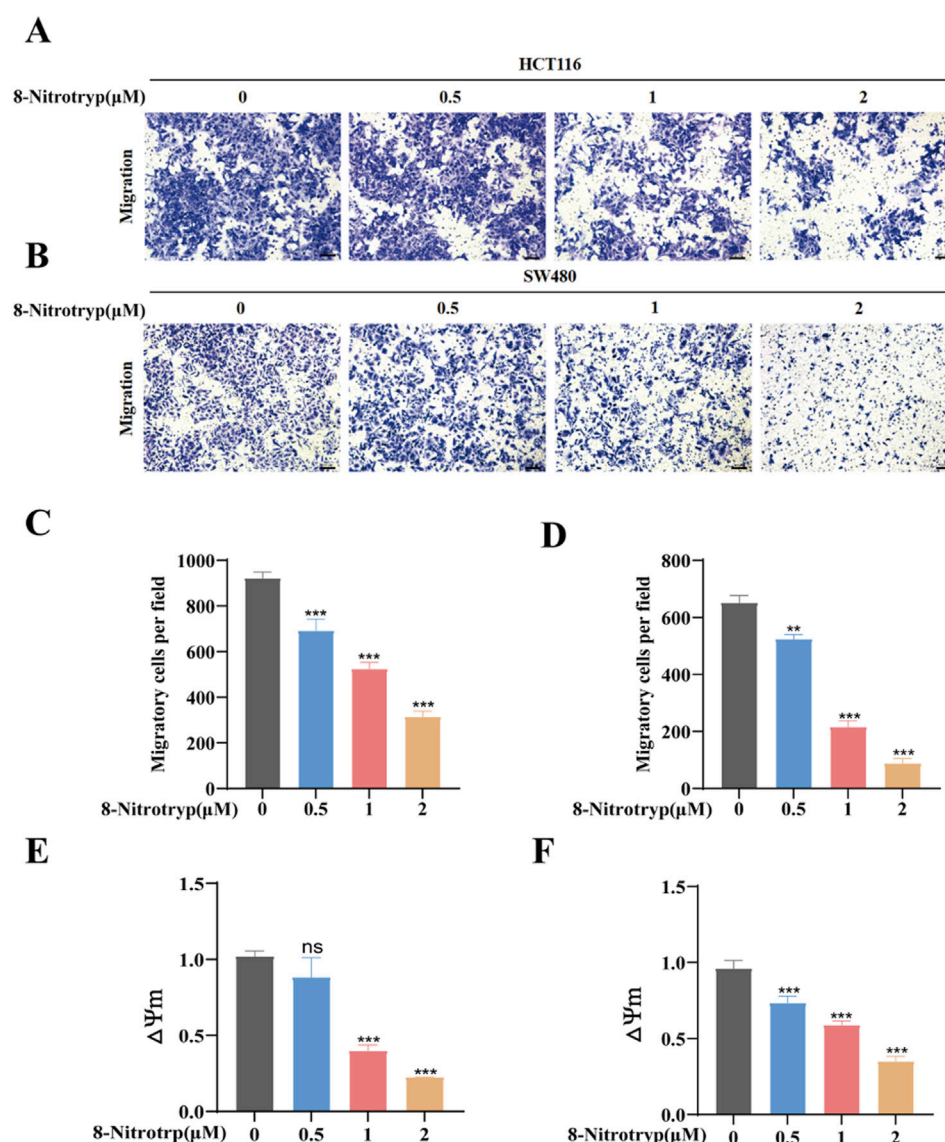 A
HCT116
8-Nitrotryp(μM) 0 0.5 1 2
Migration
B
SW480
8-Nitrotryp(μM) 0 0.5 1 2
Migration
C
Migratory cells per field
1000
800
600
400
200
0
***
***
***
8-Nitrotryp(μM) 0 0.5 1 2
D
Migratory cells per field
800
600
400
200
0
**
***
***
8-Nitrotryp(μM) 0 0.5 1 2
E
ΔΨm
1.5
1.0
0.5
0.0
ns
***
***
8-Nitrotrp(μM) 0 0.5 1 2
F
ΔΨm
1.5
1.0
0.5
0.0
***
***
***
8-Nitrotryp(μM) 0 0.5 1 2